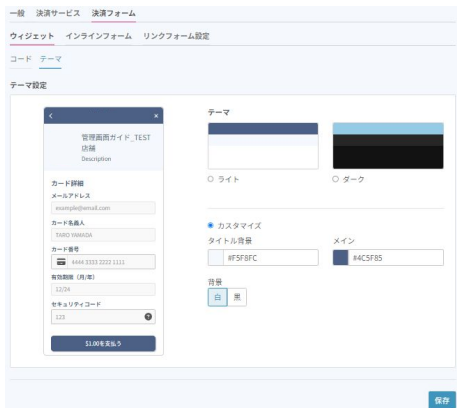 一般 決済サービス 決済フォーム
ウィジェット インラインフォーム リンクフォーム設定
コード テーマ
テーマ設定
管理画面ガイド_TEST
店舗
Description
カード詳細
メールアドレス
example@email.com
カード名義人
TARO YAMADA
カード番号
4444 3333 2222 1111
有効期限（月/年）
12/24
セキュリティコード
123
$1.00を支払う
テーマ
ライト ダーク
カスタマイズ
タイトル背景 メイン
#F5F8FC #4C5F85
背景
白 黒
保存